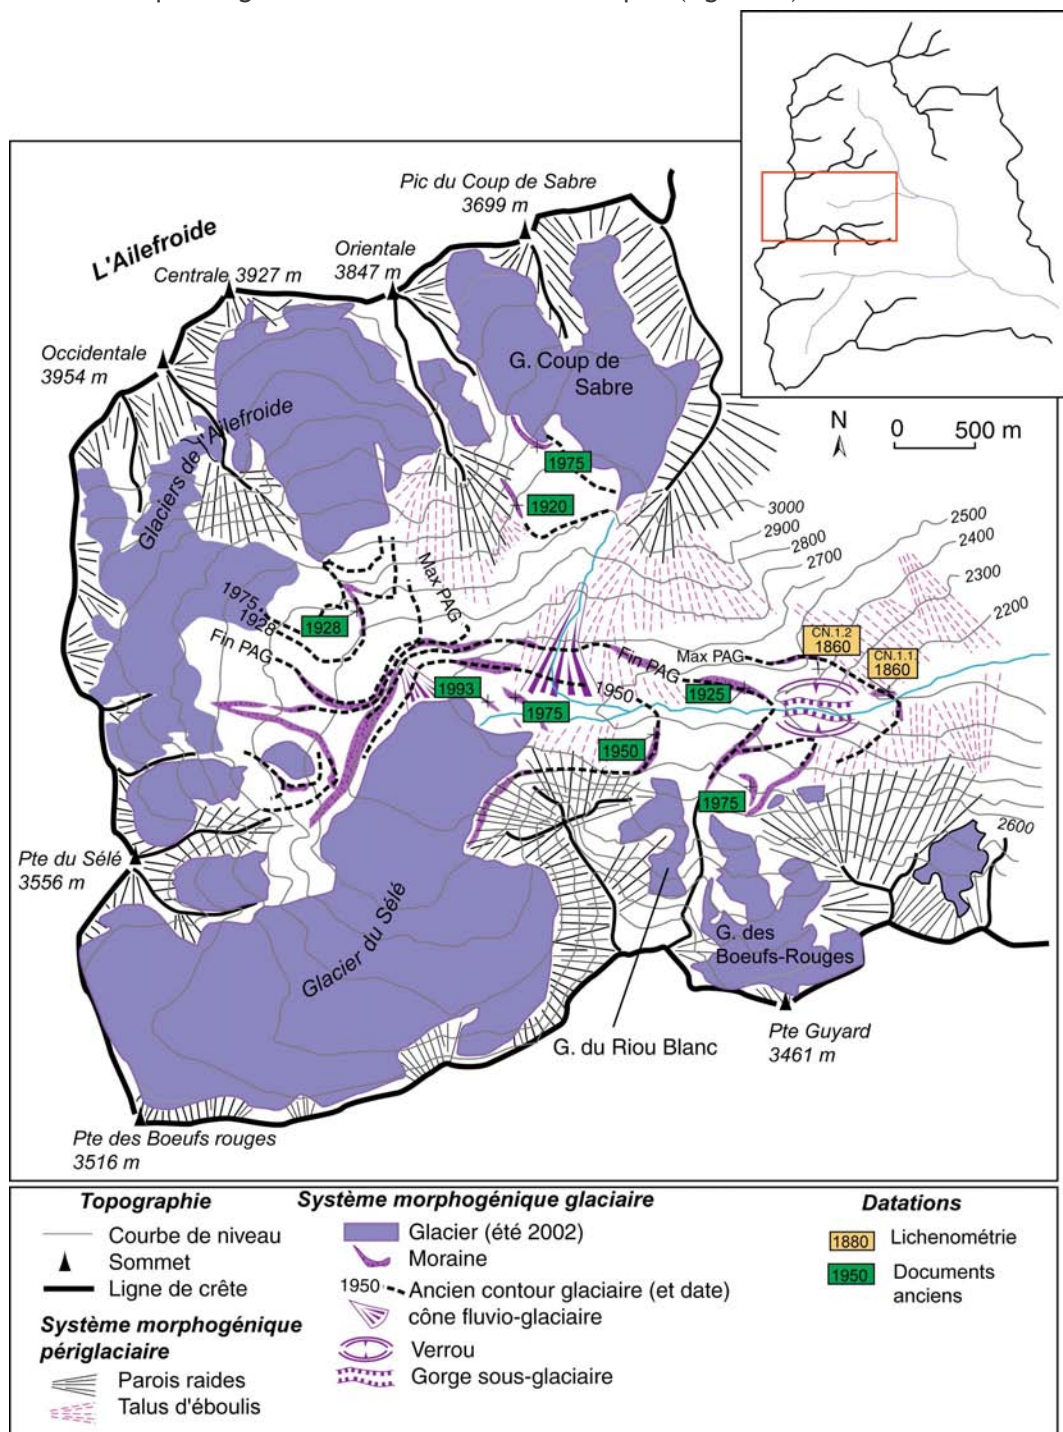 Pic du Coup de Sabre
3699 m
L'Ailefroide
Orientale
3847 m
Centrale 3927 m
Occidentale
3954 m
G. Coup de
Sabre
Glaciers de l'Ailefroide
N
0 500 m
1975
1920
3000
2900
2800
2700
2500
2400
2300
2200
Max PAG
1975
1928
1928
Fin PAG
CN.1.2
1860
CN.1.1
1860
Max PAG
Fin PAG
1925
1993
1950
1975
1950
1975
2600
Pte du Sélé
3556 m
Glacier du Sélé
G. des
Boeufs-Rouges
G. du Riou Blanc
Pte Guyard
3461 m
Pte des Boeufs rouges
3516 m
Topographie
Courbe de niveau
Sommet
Ligne de crête
Système morphogénique
périglaciaire
Parois raides
Talus d'éboulis
Système morphogénique glaciaire
Glacier (été 2002)
Moraine
1950 Ancien contour glaciaire (et date)
cône fluvio-glaciaire
Verrou
Gorge sous-glaciaire
Datations
1880 Lichenométrie
1950 Documents
anciens